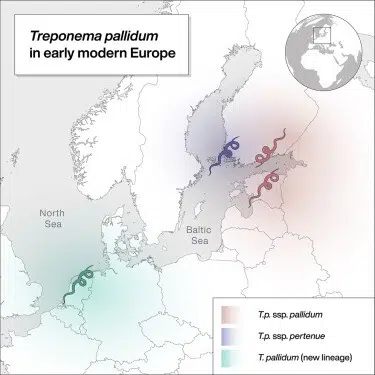 Treponema pallidum
in early modern Europe
North
Sea
Baltic
Sea
T.p. ssp. pallidum
T.p. ssp. pertenue
T. pallidum (new lineage)